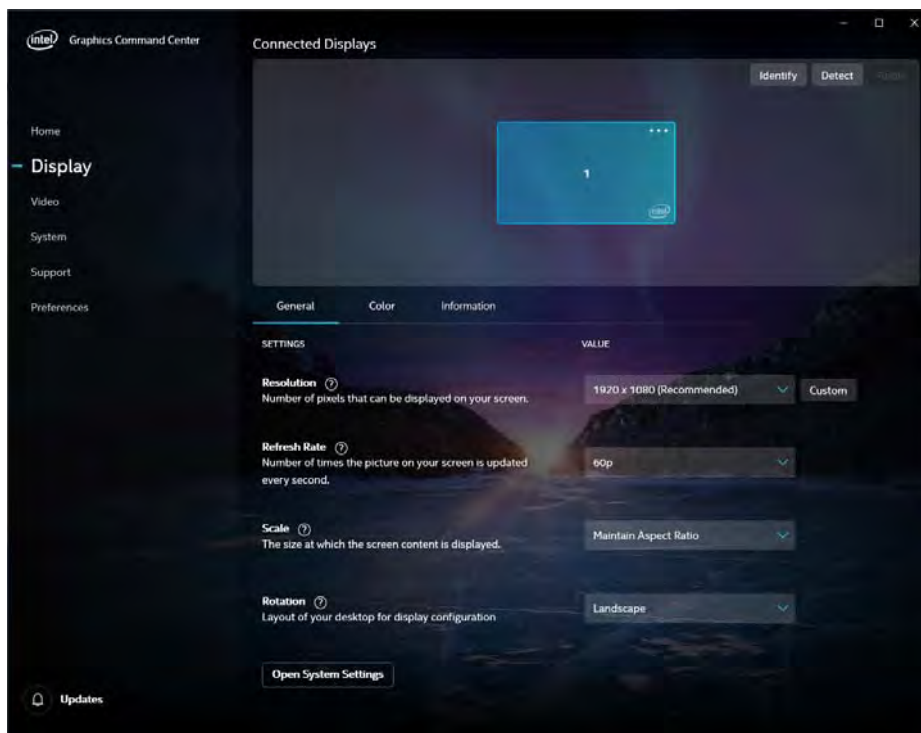 intel Graphics Command Center
Connected Displays
Identify Detect
Home
Display
Video
System
Support
Preferences
1
intel
General Color Information
SETTINGS VALUE
Resolution ?
Number of pixels that can be displayed on your screen.
1920 x 1080 (Recommended) Custom
Refresh Rate ?
Number of times the picture on your screen is updated
every second.
60p
Scale ?
The size at which the screen content is displayed.
Maintain Aspect Ratio
Rotation ?
Layout of your desktop for display configuration
Landscape
Open System Settings
Updates